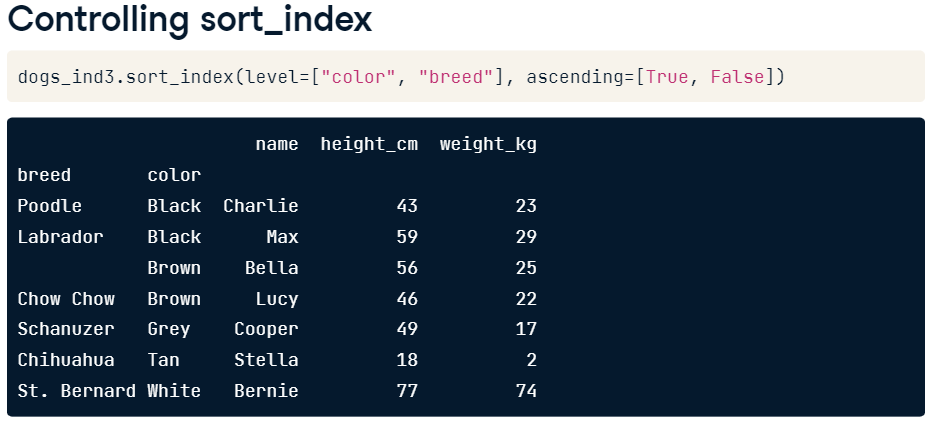 Controlling sort_index
dogs_ind3.sort_index(level=["color", "breed"], ascending=[True, False])
name height_cm weight_kg
breed color
Poodle Black Charlie 43 23
Labrador Black Max 59 29
Brown Bella 56 25
Chow Chow Brown Lucy 46 22
Schanuzer Grey Cooper 49 17
Chihuahua Tan Stella 18 2
St. Bernard White Bernie 77 74